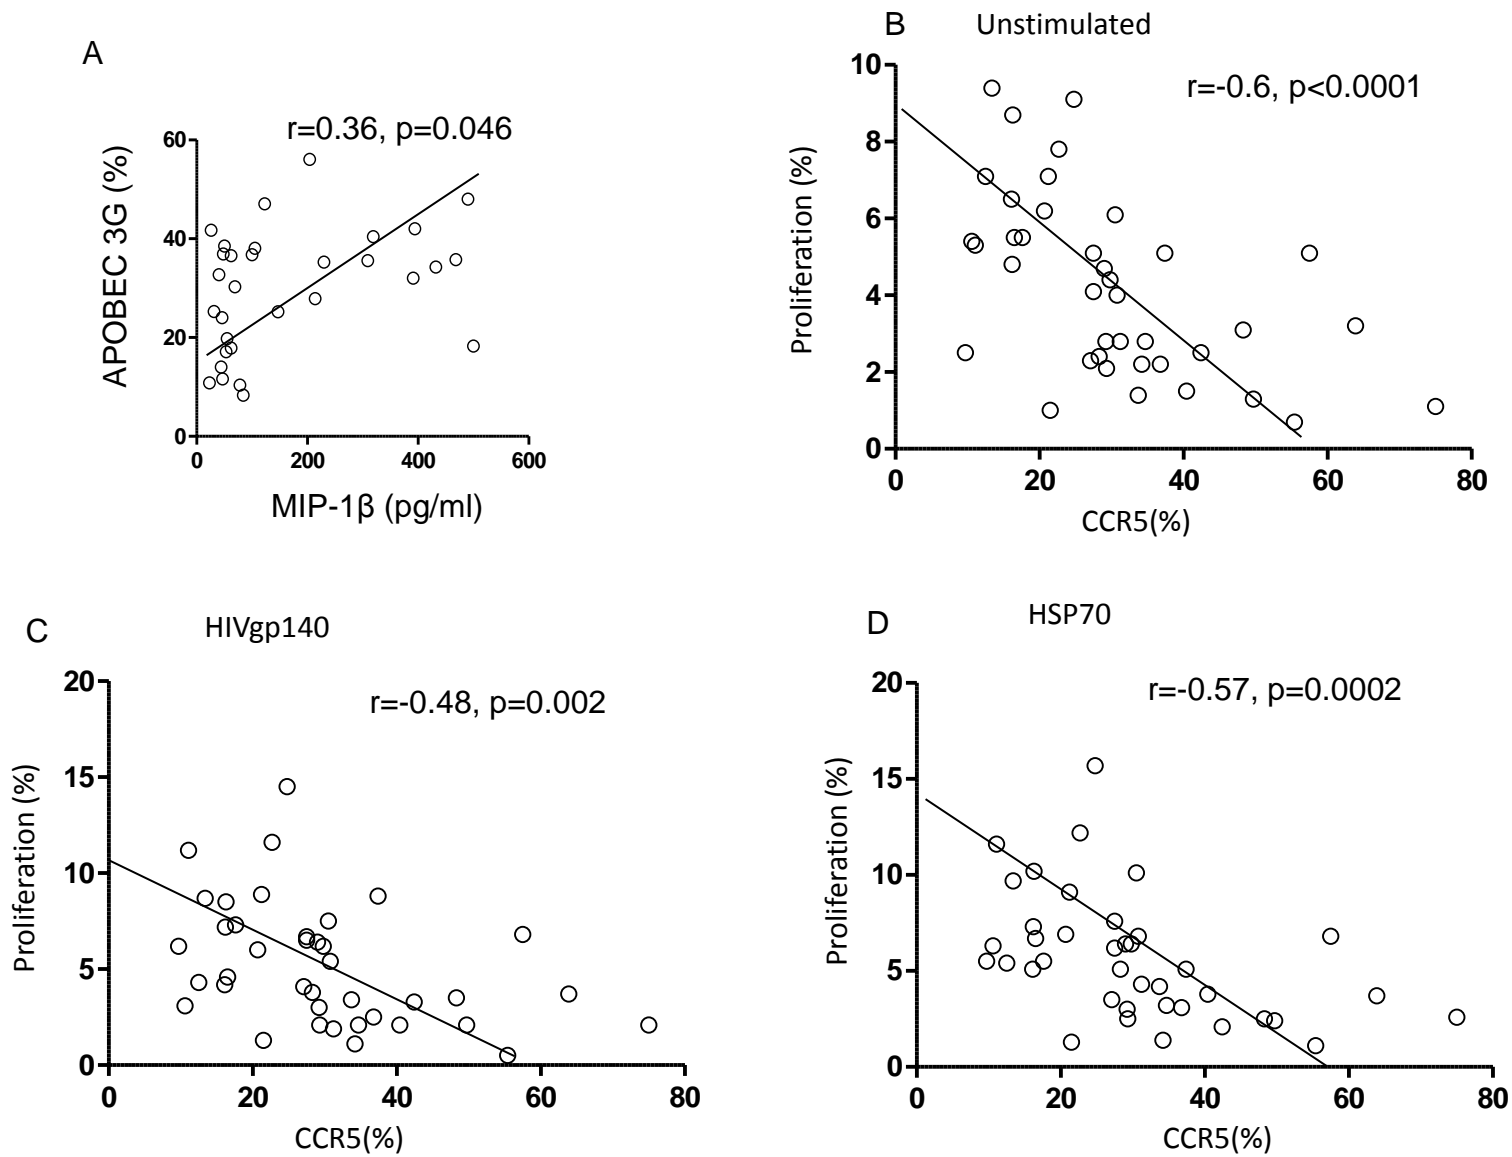 A
r=0.36, p=0.046
APOBEC 3G (%)
60
40
20
0
0 200 400 600
MIP-1β (pg/ml)
B Unstimulated
r=-0.6, p<0.0001
Proliferation (%)
10
8
6
4
2
0
0 20 40 60 80
CCR5(%)
C HIVgp140
r=-0.48, p=0.002
Proliferation (%)
20
15
10
5
0
0 20 40 60 80
CCR5(%)
D HSP70
r=-0.57, p=0.0002
Proliferation (%)
20
15
10
5
0
0 20 40 60 80
CCR5(%)